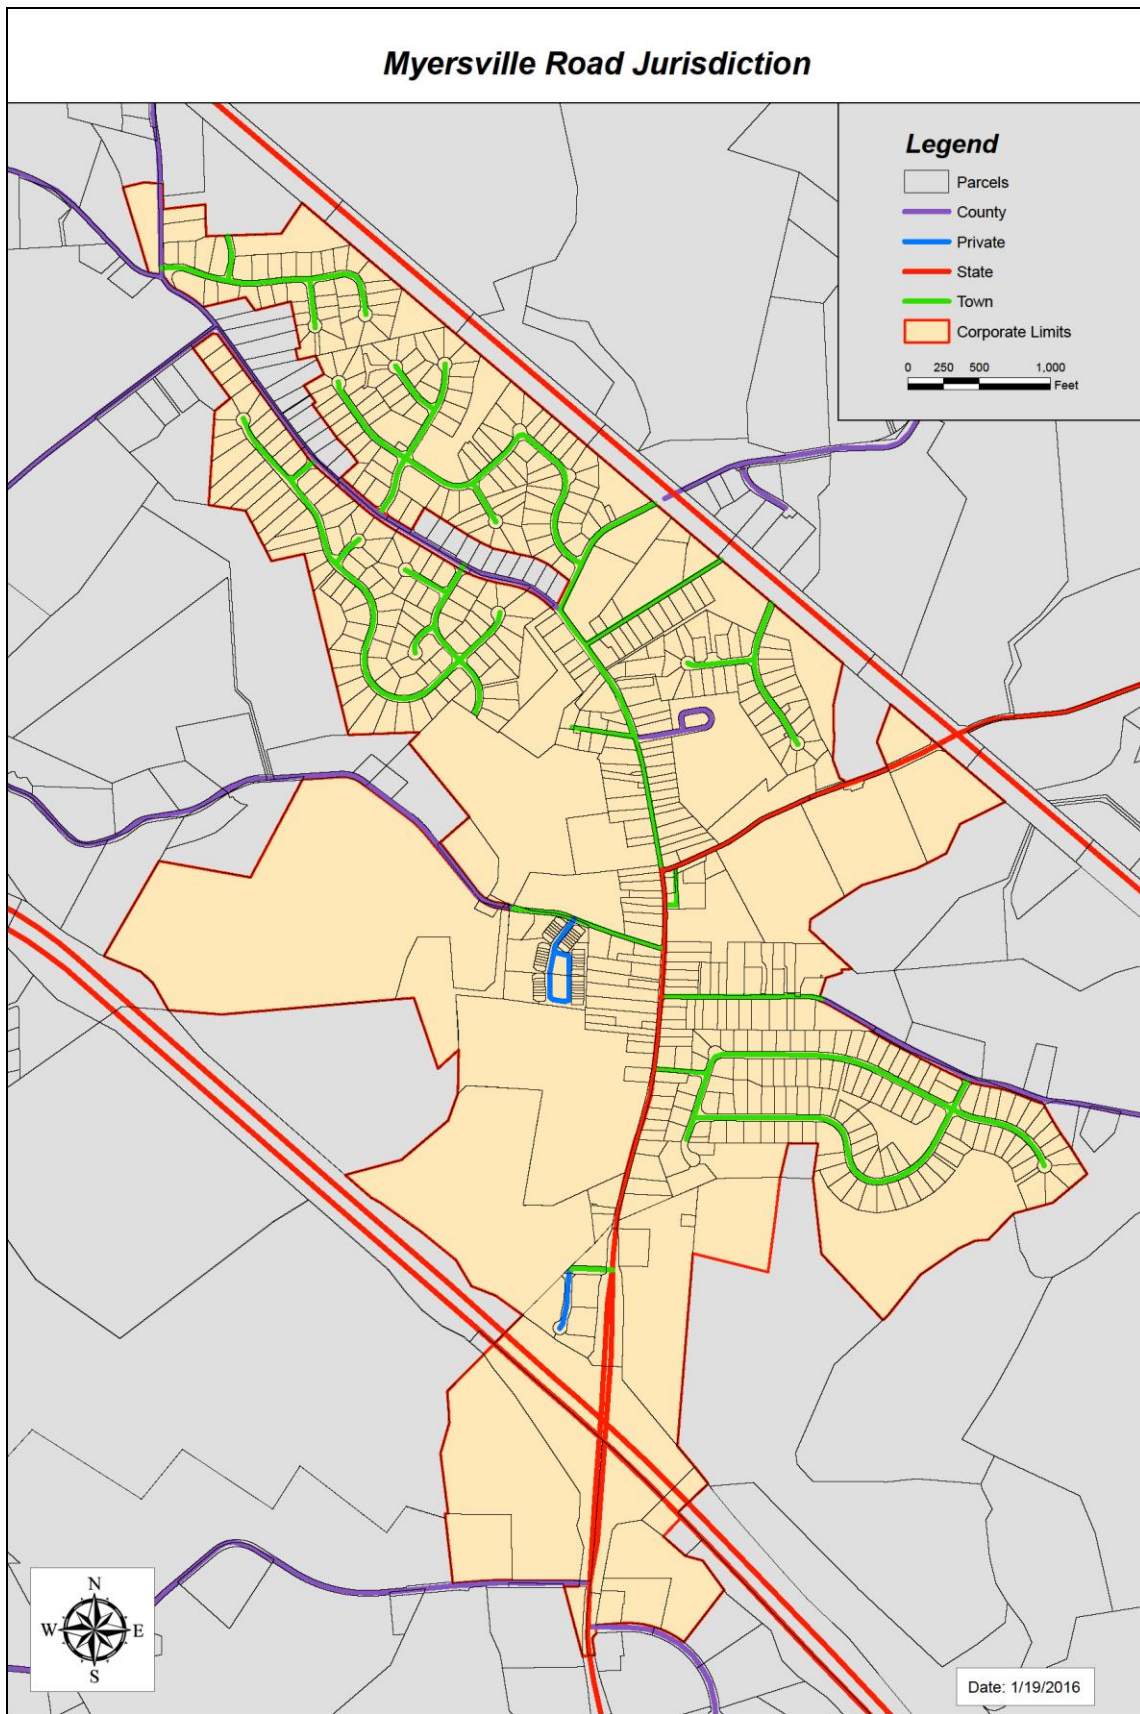 Myersville Road Jurisdiction
Legend
Parcels
County
Private
State
Town
Corporate Limits
0 250 500 1,000
Feet
N
W E
S
Date: 1/19/2016